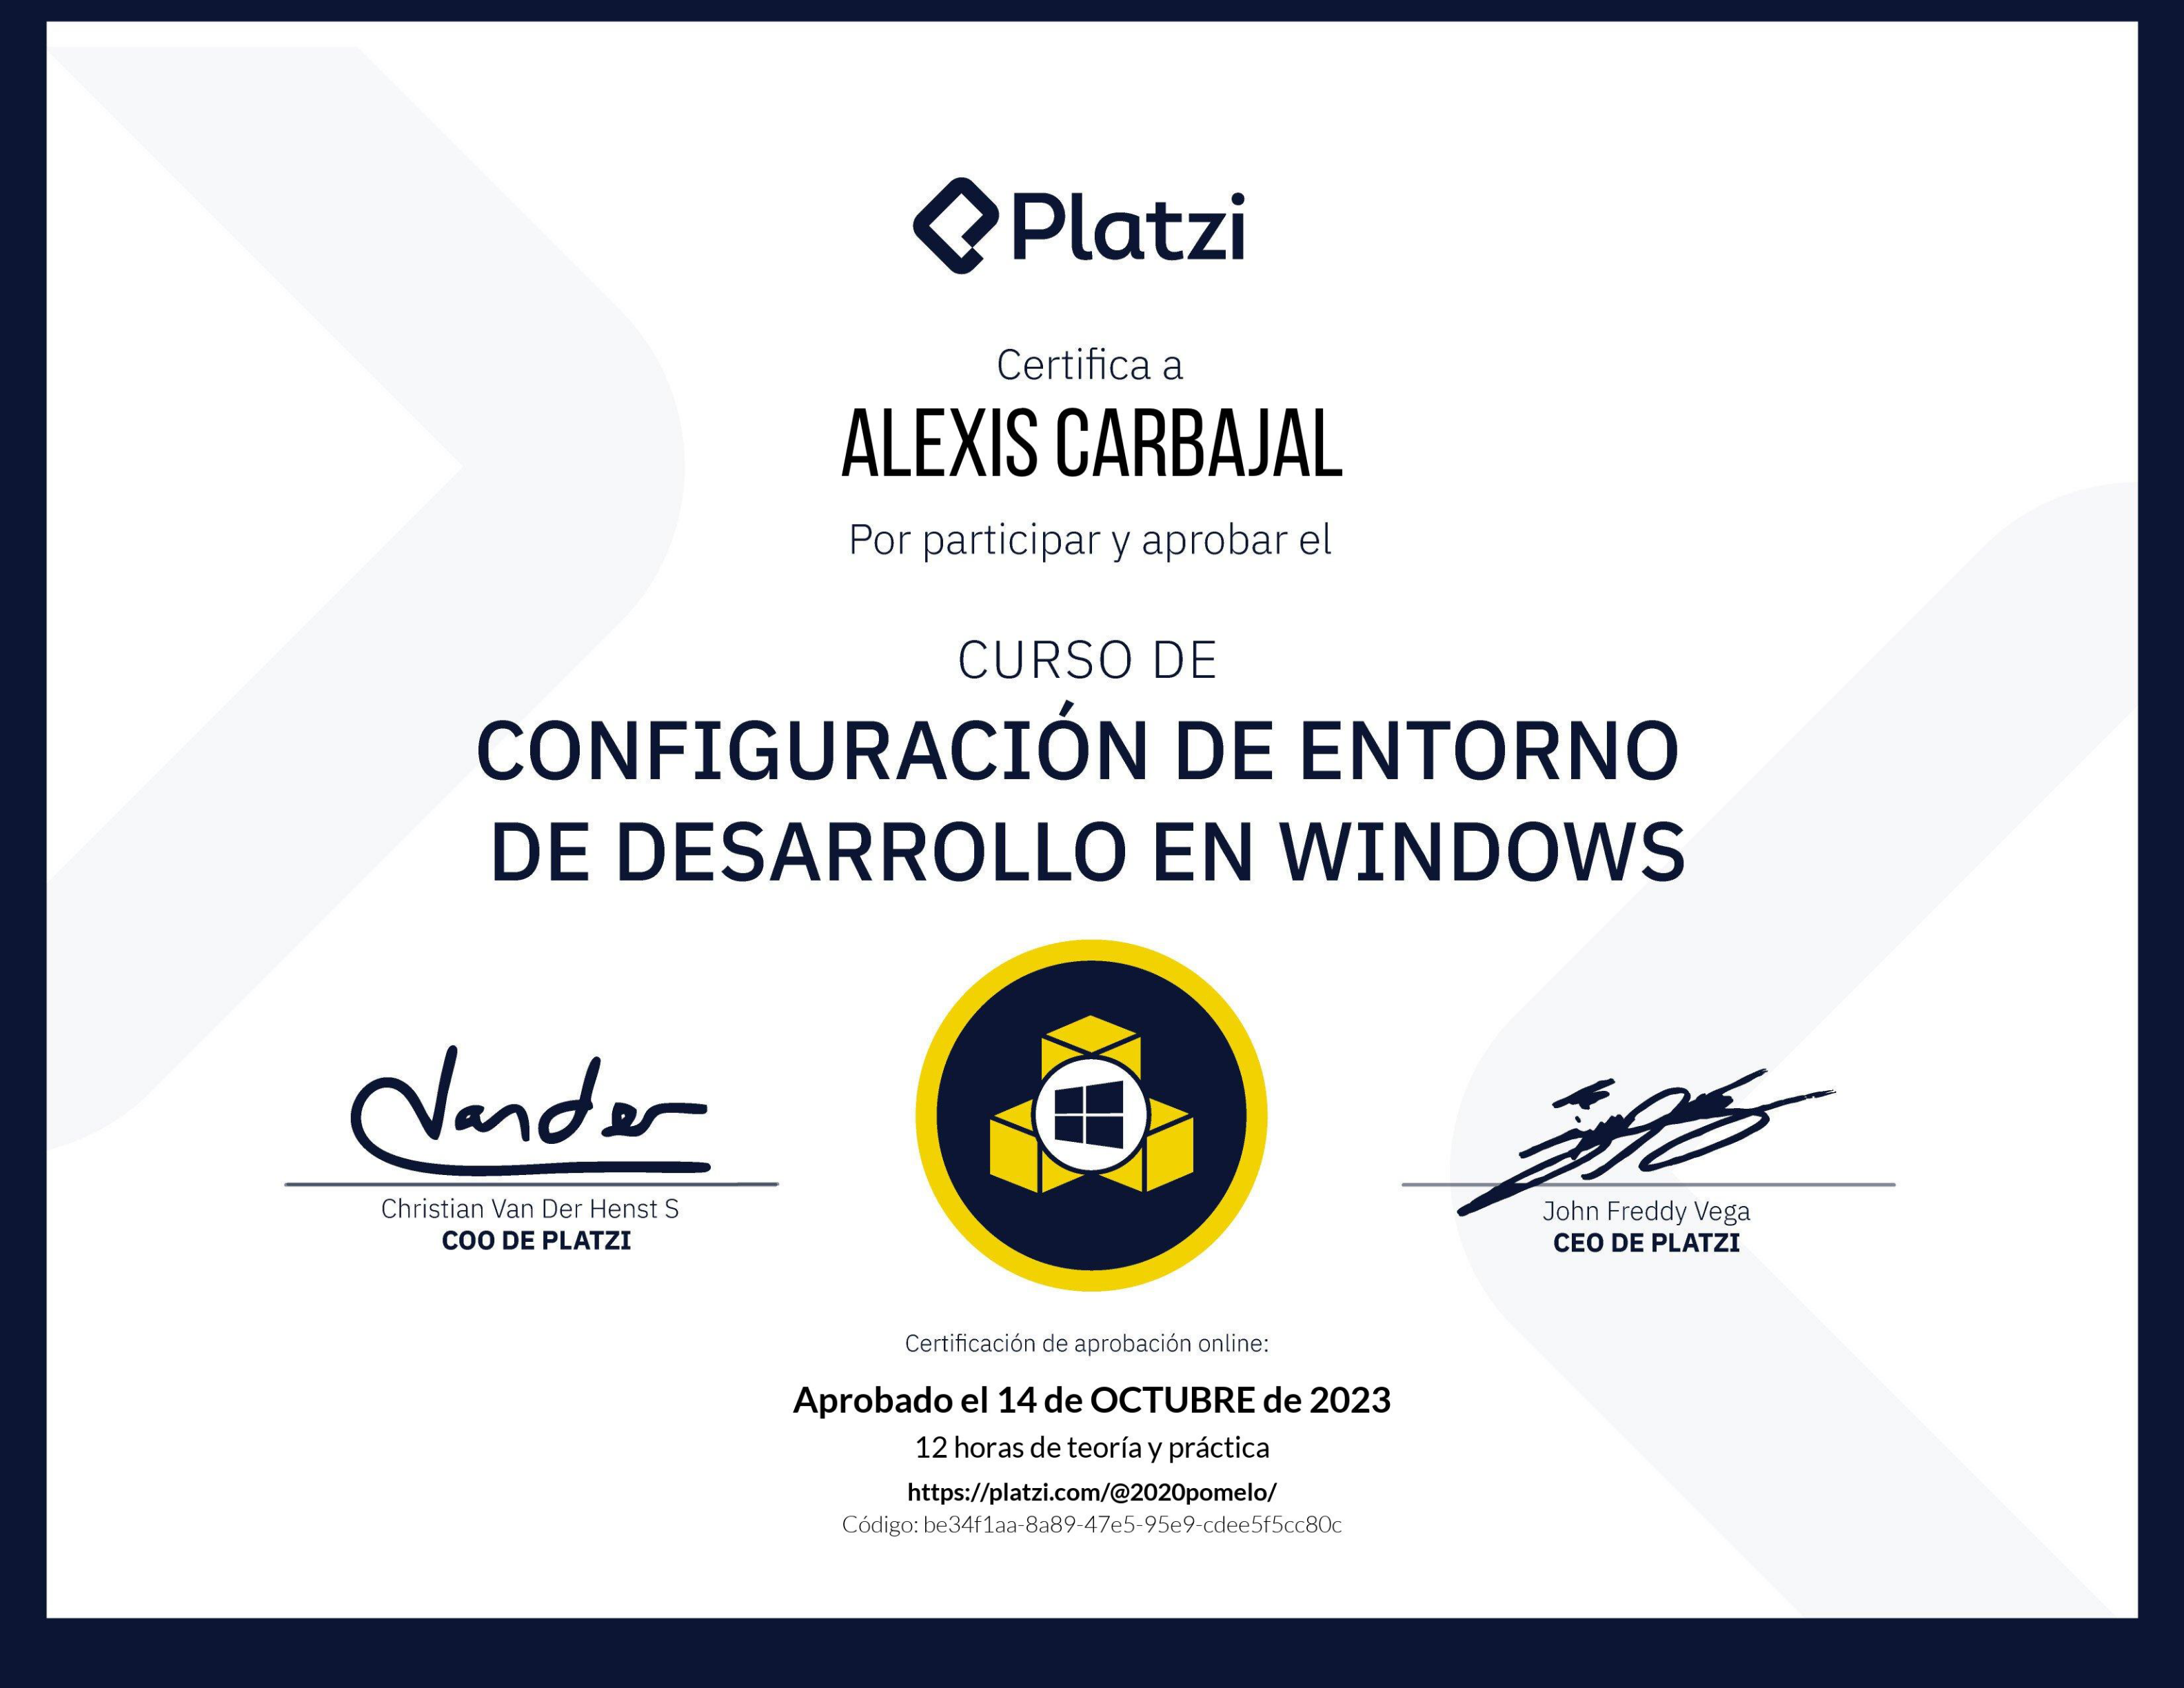 Platzi
Certifica a
ALEXIS CARBAJAL
Por participar y aprobar el
CURSO DE
CONFIGURACIÓN DE ENTORNO
DE DESARROLLO EN WINDOWS
Vander
Christian Van Der Henst S
COO DE PLATZI
John Freddy Vega
CEO DE PLATZI
Certificación de aprobación online:
Aprobado el 14 de OCTUBRE de 2023
12 horas de teoría y práctica
https://platzi.com/@2020pomelo/
Código: be34f1aa-8a89-47e5-95e9-cdee5f5cc80c